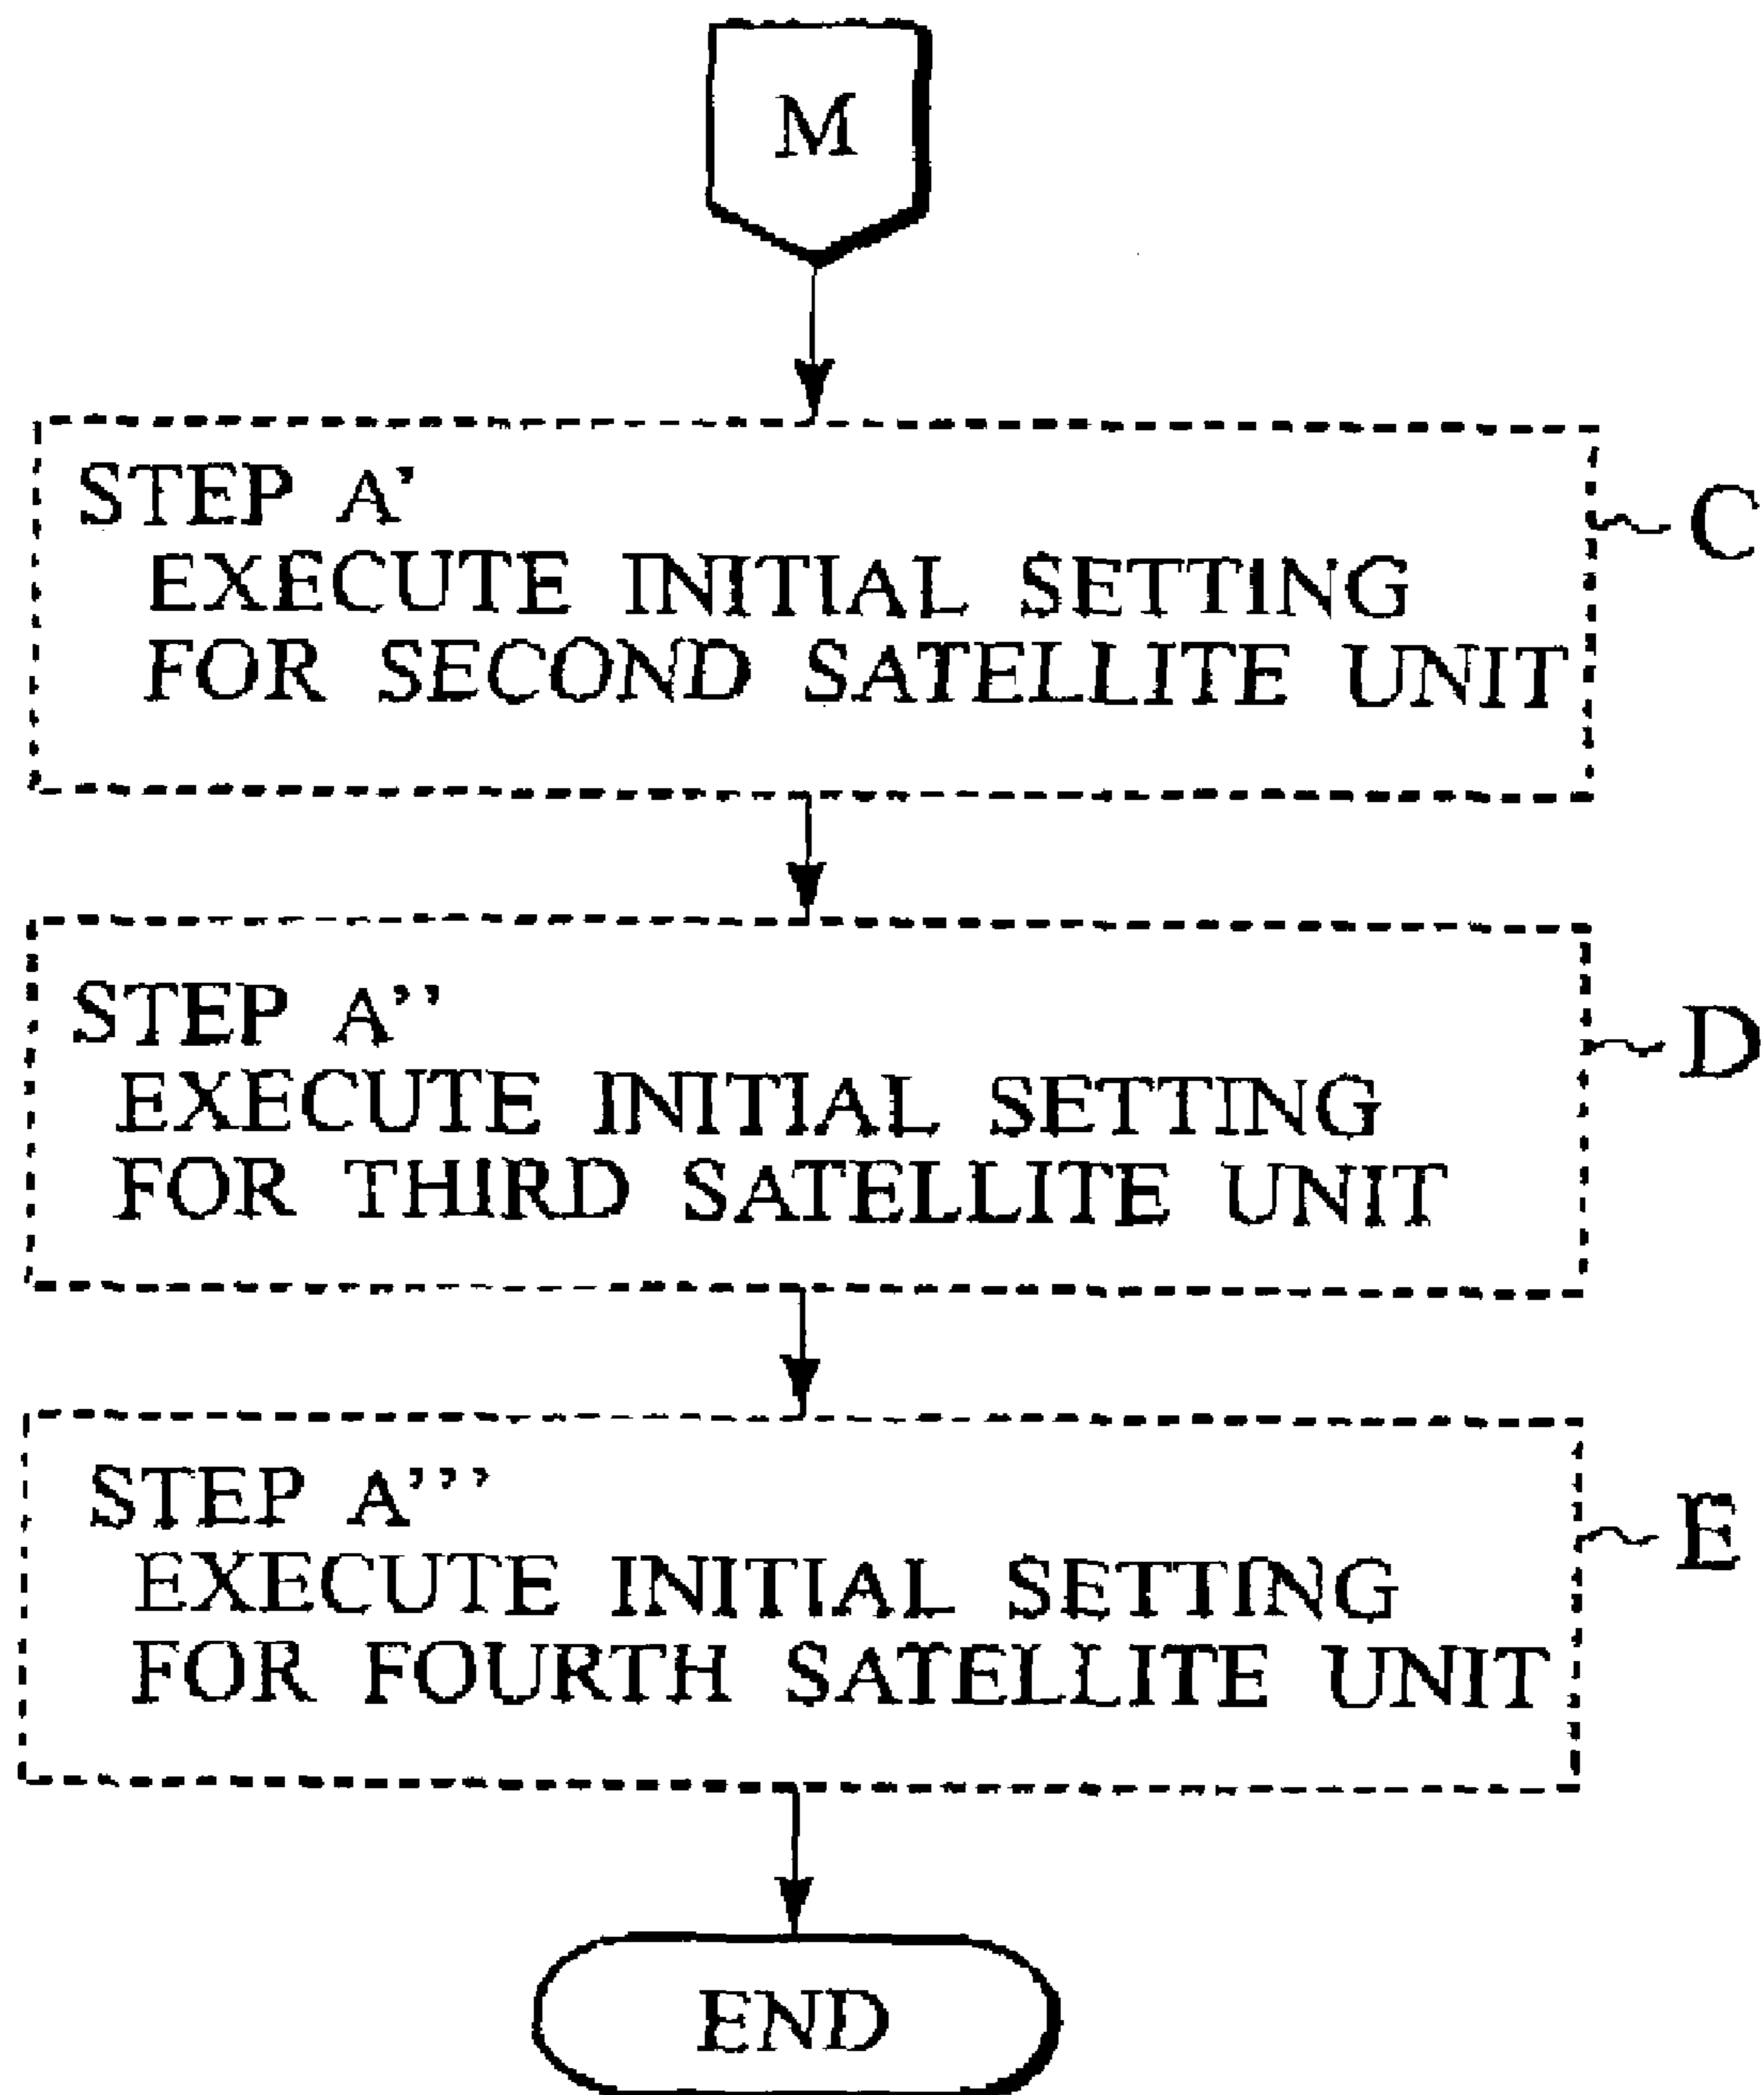 M
STEP A'
EXECUTE INITIAL SETTING
FOR SECOND SATELLITE UNIT
C
STEP A''
EXECUTE INITIAL SETTING
FOR THIRD SATELLITE UNIT
D
STEP A'''
EXECUTE INITIAL SETTING
FOR FOURTH SATELLITE UNIT
E
END